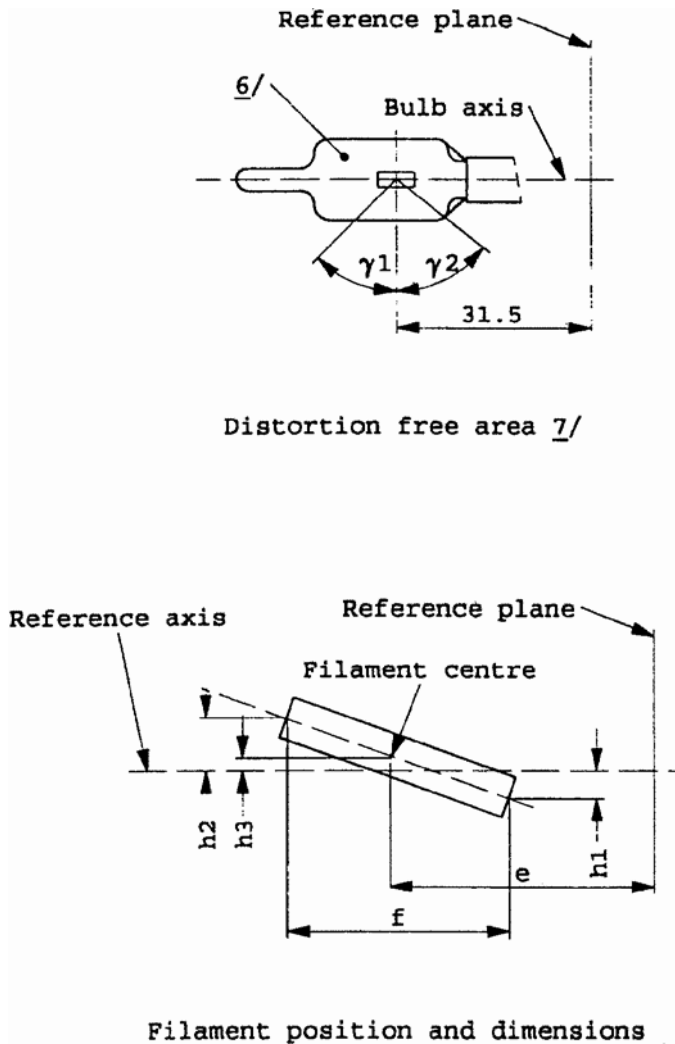 Reference plane
6/
Bulb axis
γ1
γ2
31.5
Distortion free area 7/
Reference plane
Reference axis
Filament centre
h2
h3
e
h1
f
Filament position and dimensions